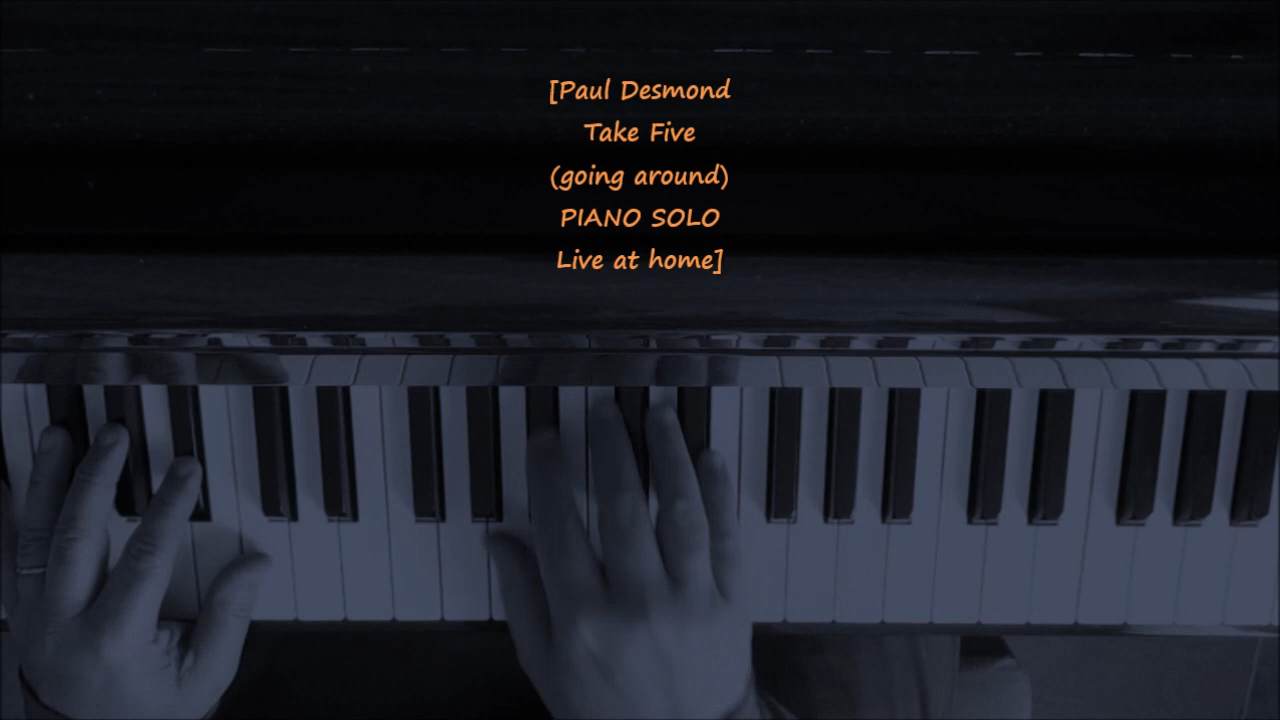 [Paul Desmond
Take Five
(going around)
PIANO SOLO
Live at home]